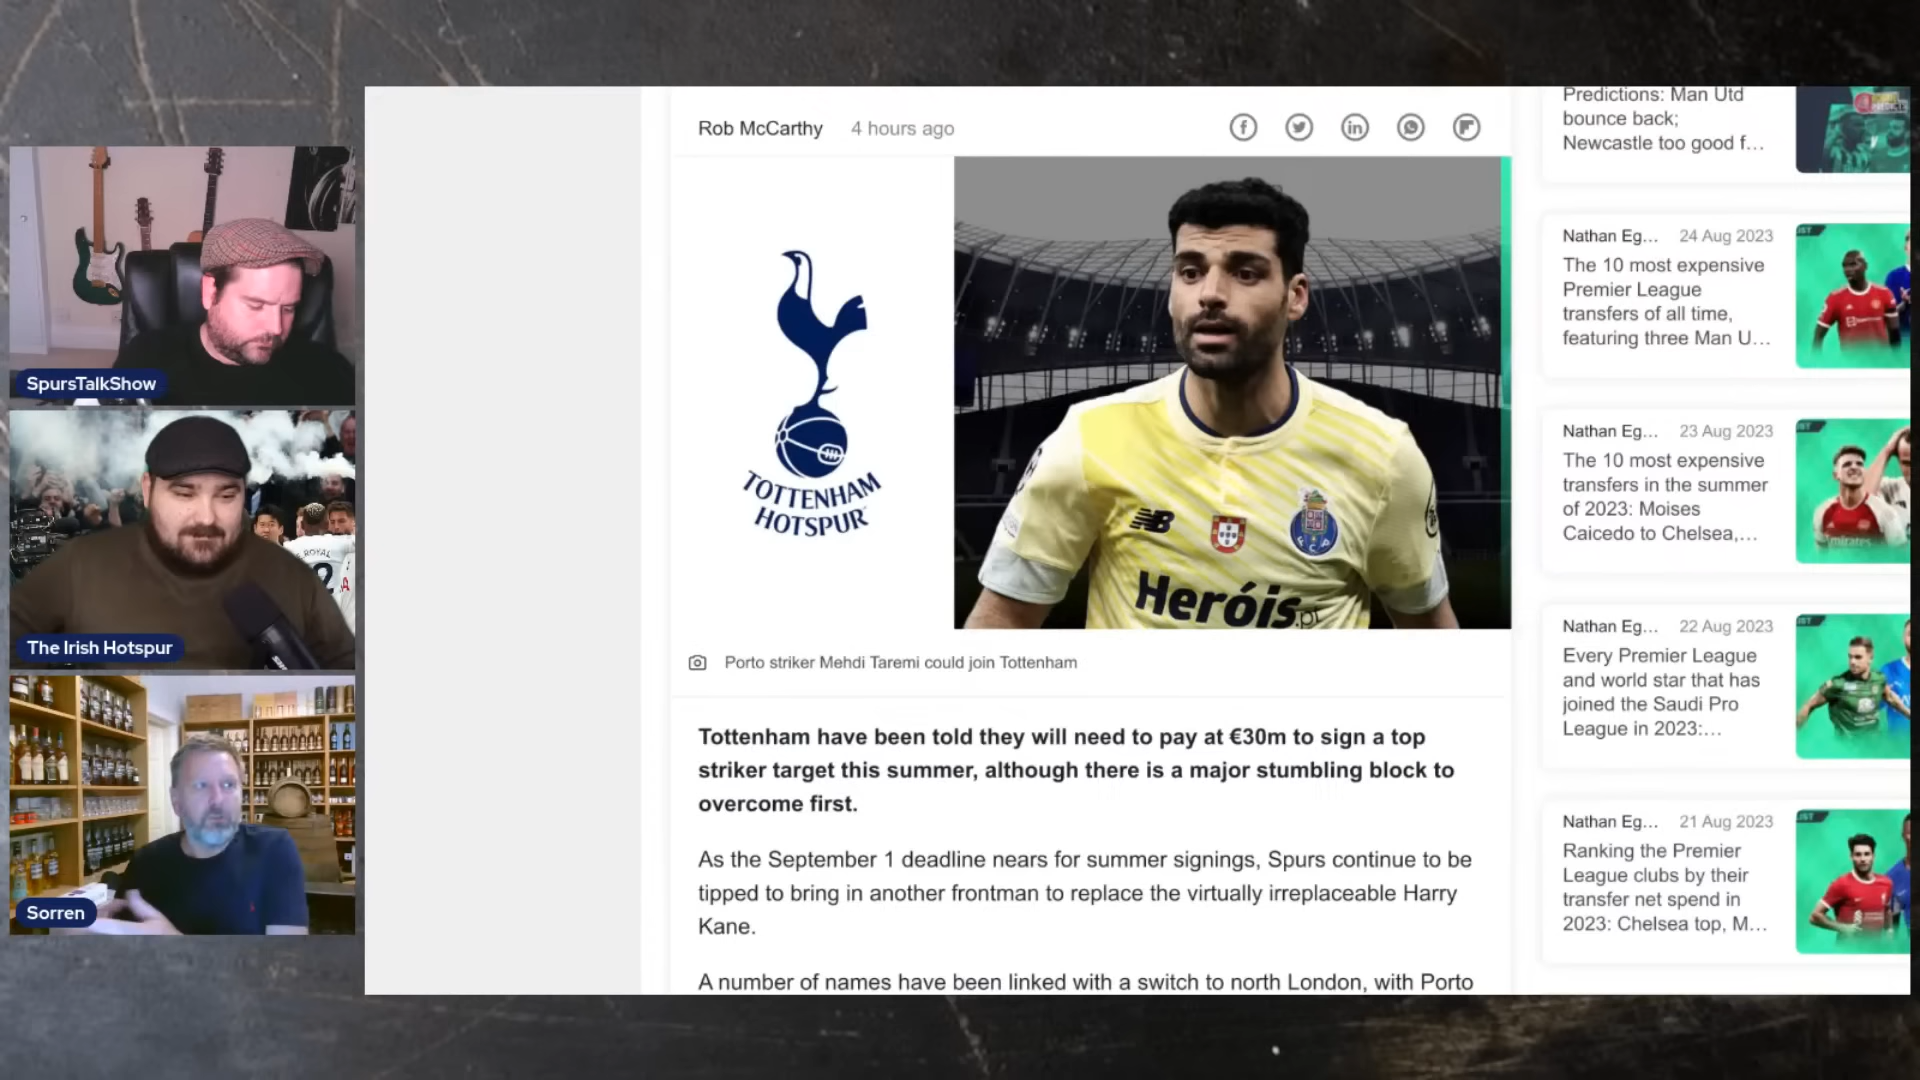 SpursTalkShow
ROYAL
2
The Irish Hotspur
Sorren
Rob McCarthy 4 hours ago
TOTTENHAM
HOTSPUR
NB
F C P
Heróis.pt
Porto striker Mehdi Taremi could join Tottenham
Tottenham have been told they will need to pay at €30m to sign a top
striker target this summer, although there is a major stumbling block to
overcome first.
As the September 1 deadline nears for summer signings, Spurs continue to be
tipped to bring in another frontman to replace the virtually irreplaceable Harry
Kane.
A number of names have been linked with a switch to north London, with Porto
Predictions: Man Utd
bounce back;
Newcastle too good f...
Nathan Eg... 24 Aug 2023
The 10 most expensive
Premier League
transfers of all time,
featuring three Man U...
Nathan Eg... 23 Aug 2023
The 10 most expensive
transfers in the summer
of 2023: Moises
Caicedo to Chelsea,...
Nathan Eg... 22 Aug 2023
Every Premier League
and world star that has
joined the Saudi Pro
League in 2023:...
Nathan Eg... 21 Aug 2023
Ranking the Premier
League clubs by their
transfer net spend in
2023: Chelsea top, M...